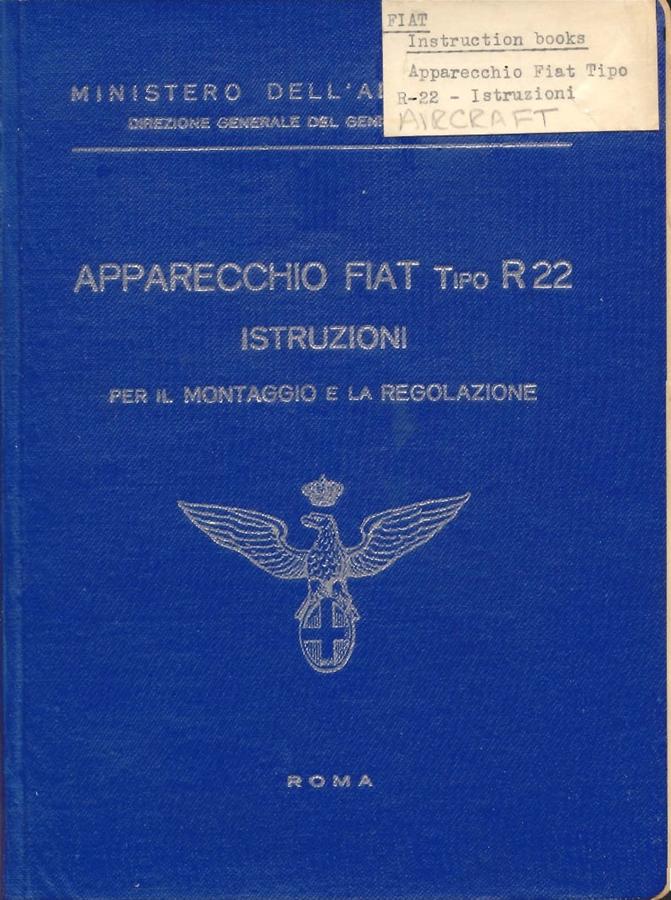 FIAT
Instruction books
Apparecchio Fiat Tipo
R-22 - Istruzioni
AIRCRAFT
MINISTERO
DIREZIONE GENERALE DEL
APPARECCHIO FIAT TIPO R 22
ISTRUZIONI
PER IL MONTAGGIO E LA REGOLAZIONE
ROMA